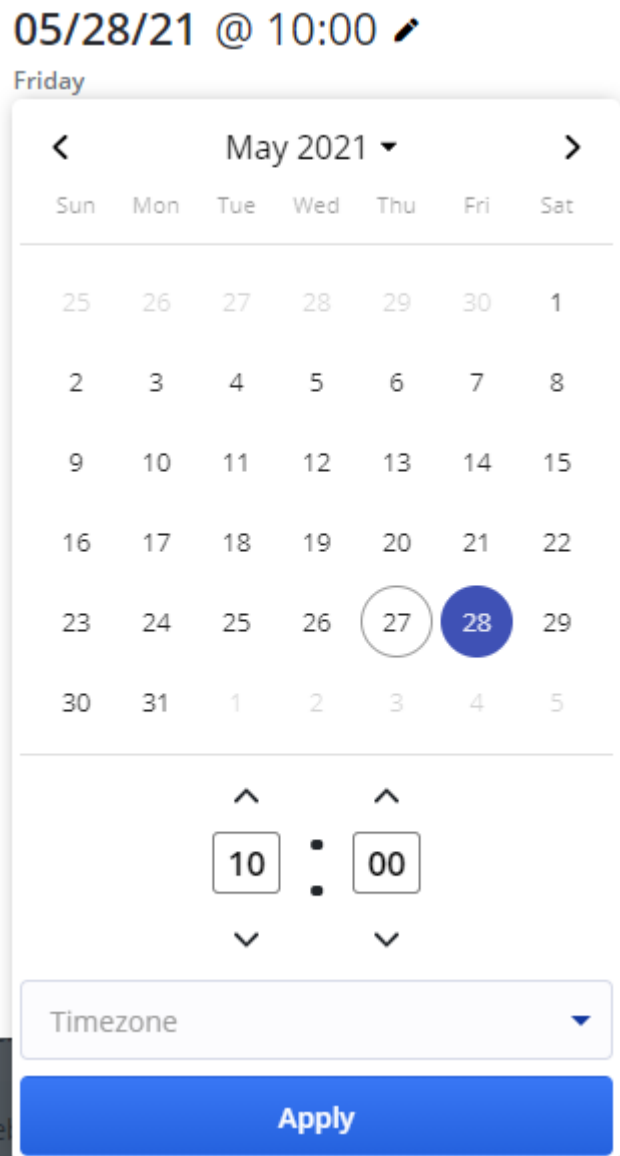 05/28/21 @ 10:00
Friday
May 2021
Sun Mon Tue Wed Thu Fri Sat
25 26 27 28 29 30 1
2 3 4 5 6 7 8
9 10 11 12 13 14 15
16 17 18 19 20 21 22
23 24 25 26 27 28 29
30 31 1 2 3 4 5
10 : 00
Timezone
Apply